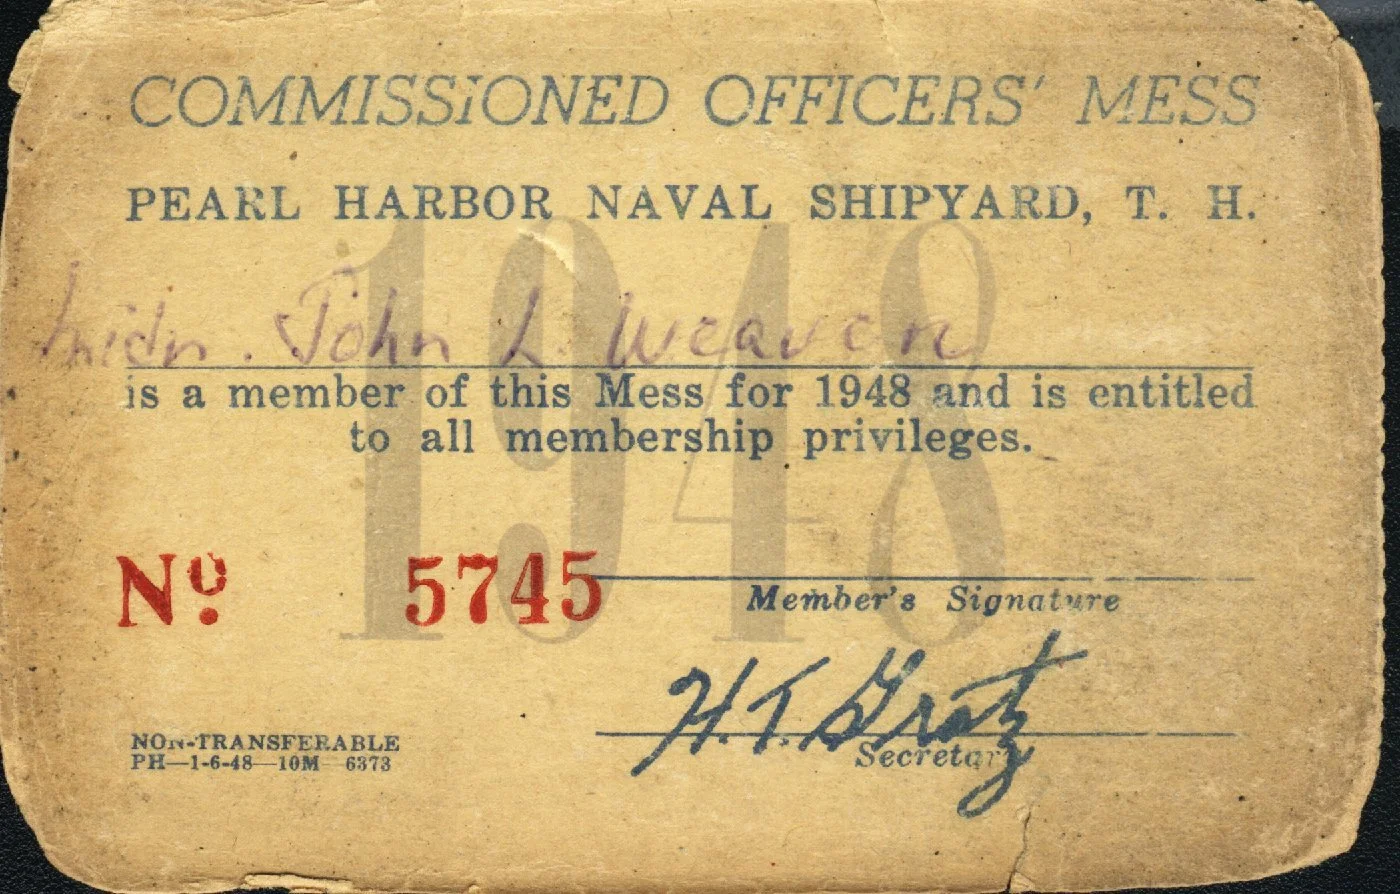 COMMISSIONED OFFICERS' MESS
PEARL HARBOR NAVAL SHIPYARD, T. H.
1948
Midn. John L. Weaver
is a member of this Mess for 1948 and is entitled
to all membership privileges.
No. 5745
Member's Signature
H.T. Gratz
Secretary
NON-TRANSFERABLE
PH—1-6-48—10M 6373